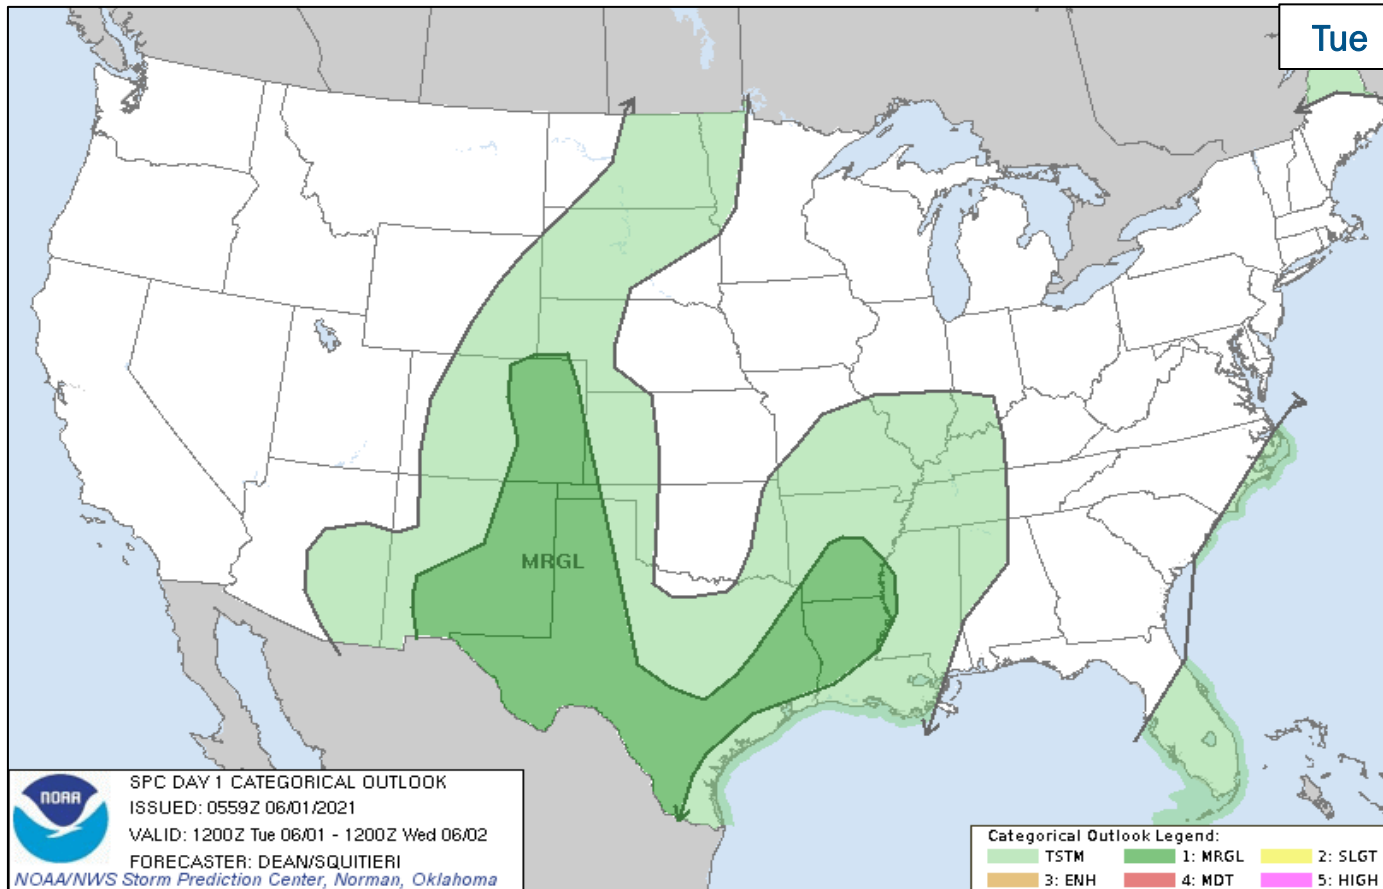 Tue
MRGL
NOAA
SPC DAY 1 CATEGORICAL OUTLOOK
ISSUED: 0559Z 06/01/2021
VALID: 1200Z Tue 06/01 - 1200Z Wed 06/02
FORECASTER: DEAN/SQUITIERI
NOAA/NWS Storm Prediction Center, Norman, Oklahoma
Categorical Outlook Legend:
TSTM 1: MRGL 2: SLGT
3: ENH 4: MDT 5: HIGH